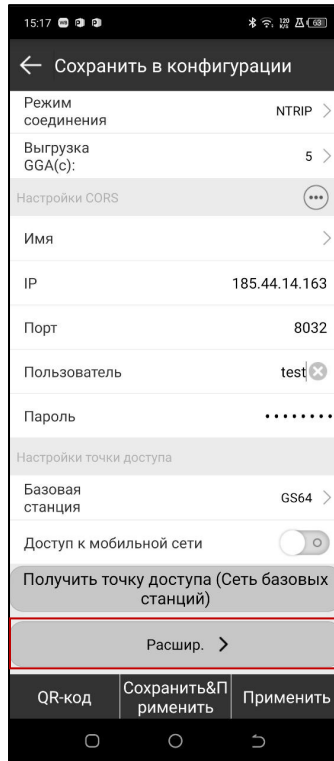 15:17
120 K/s 63
Сохранить в конфигурации
Режим
соединения
NTRIP
Выгрузка
GGA(с):
5
Настройки CORS
Имя
IP
185.44.14.163
Порт
8032
Пользователь
test
Пароль
••••••••
Настройки точки доступа
Базовая
станция
GS64
Доступ к мобильной сети
Получить точку доступа (Сеть базовых
станций)
Расшир.
QR-код
Сохранить&П
рименить
Применить